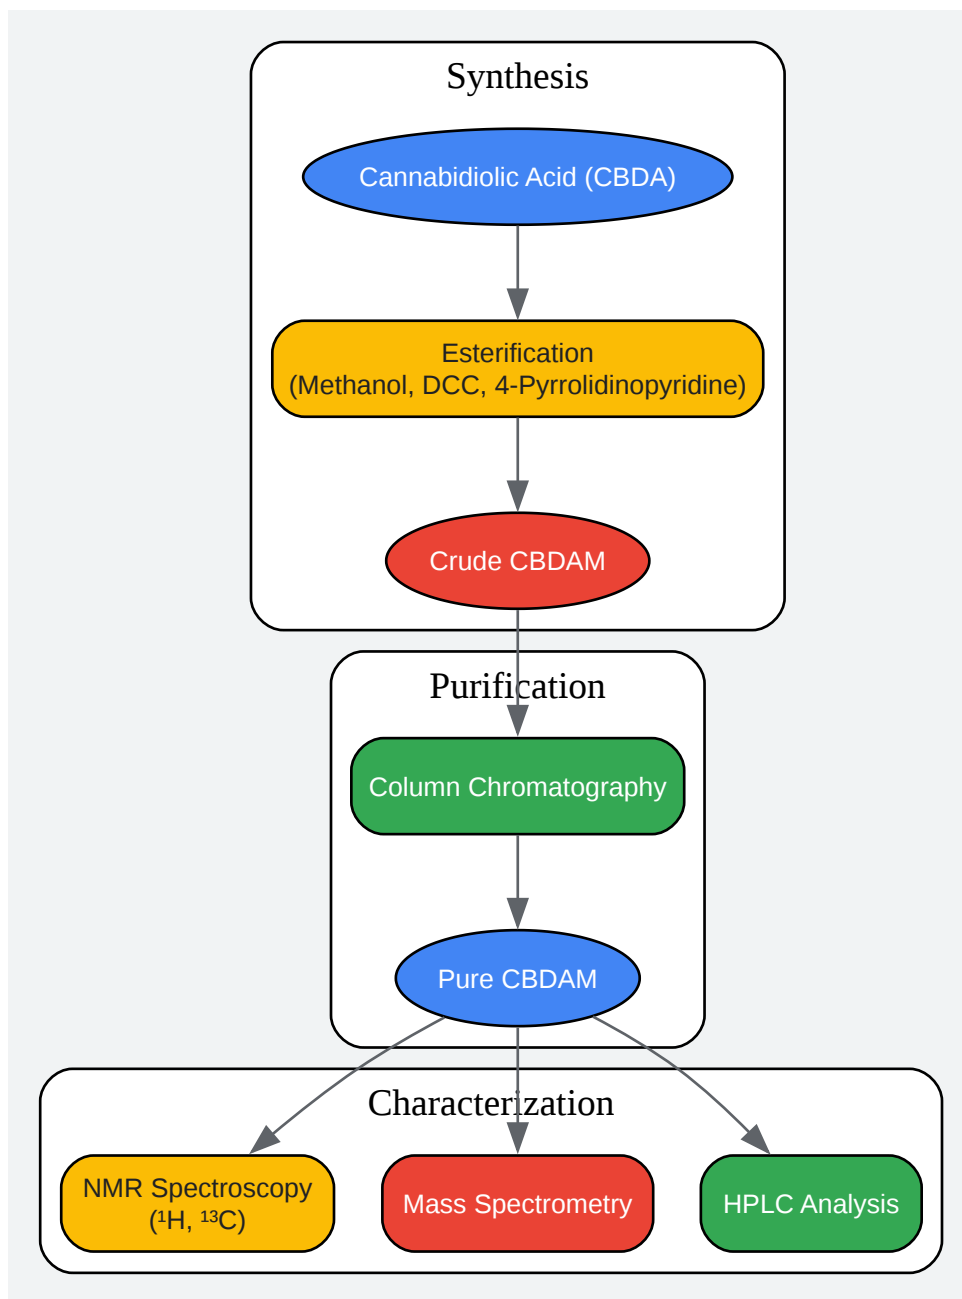 Synthesis
Cannabidiolic Acid (CBDA)
Esterification
(Methanol, DCC, 4-Pyrrolidinopyridine)
Crude CBDAM
Purification
Column Chromatography
Pure CBDAM
Characterization
NMR Spectroscopy
(¹H, ¹³C)
Mass Spectrometry
HPLC Analysis